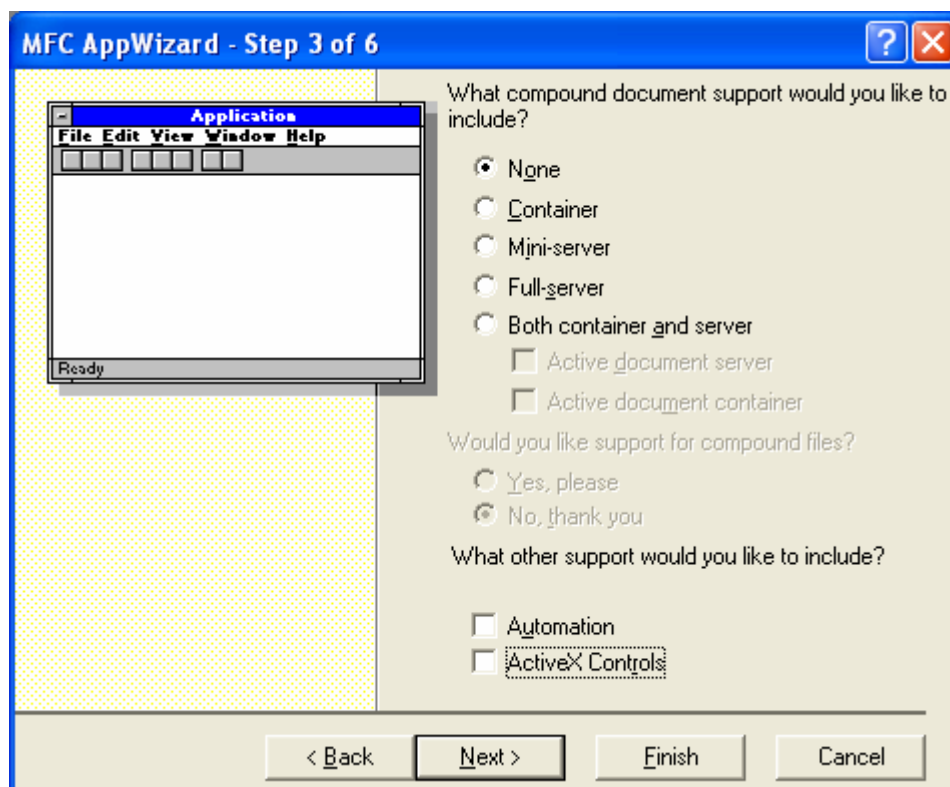 MFC AppWizard - Step 3 of 6
Application
File Edit View Window Help
Ready
What compound document support would you like to
include?
None
Container
Mini-server
Full-server
Both container and server
Active document server
Active document container
Would you like support for compound files?
Yes, please
No, thank you
What other support would you like to include?
Automation
ActiveX Controls
< Back Next > Finish Cancel